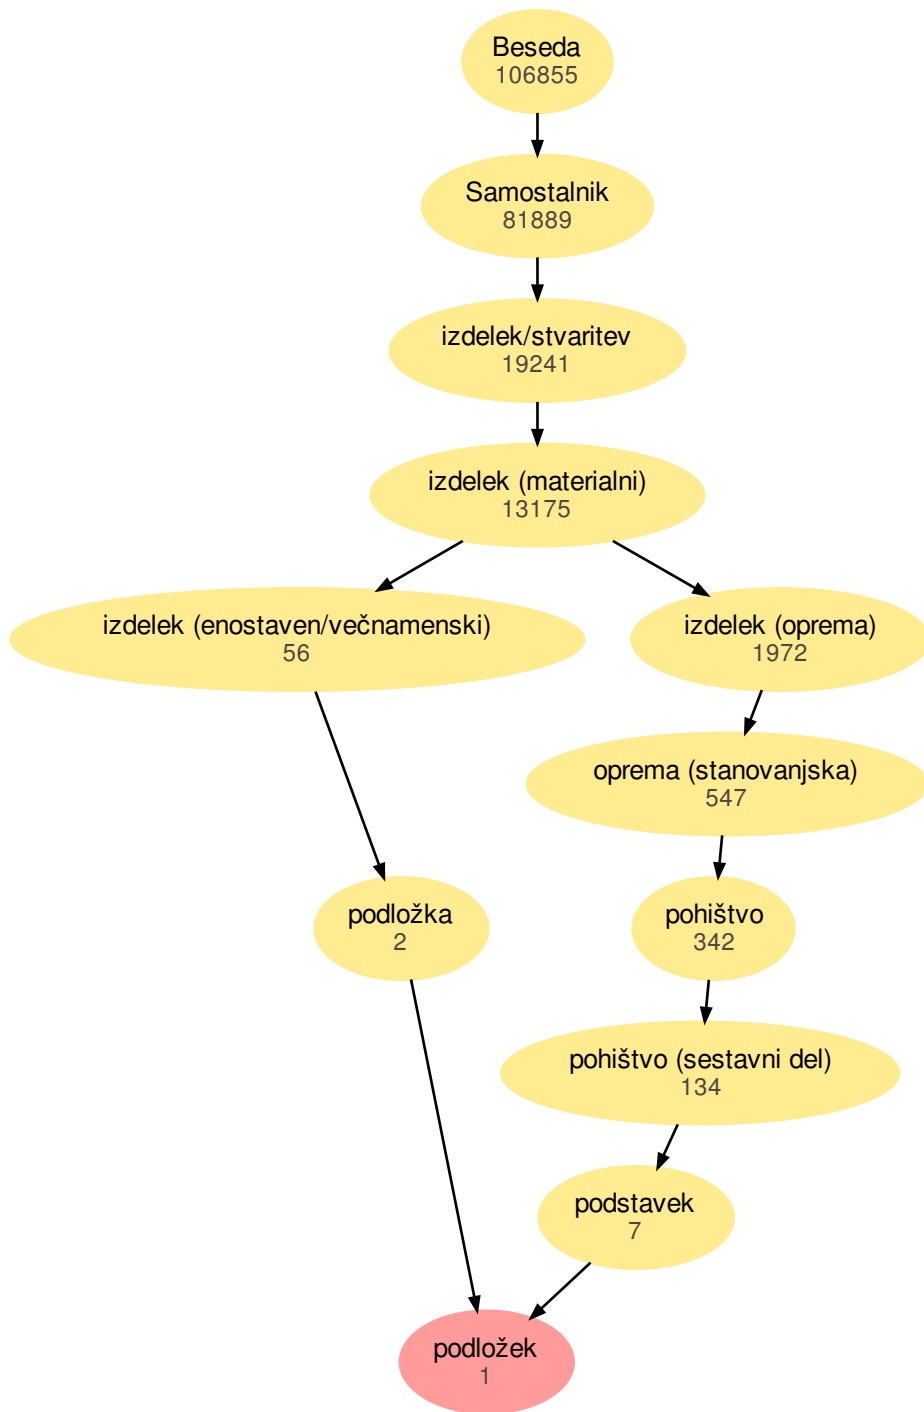 Beseda
106855
Samostalnik
81889
izdelek/stvaritev
19241
izdelek (materialni)
13175
izdelek (enostaven/večnamenski)
56
izdelek (oprema)
1972
oprema (stanovanjska)
547
podložka
2
pohištvo
342
pohištvo (sestavni del)
134
podstavek
7
podložek
1